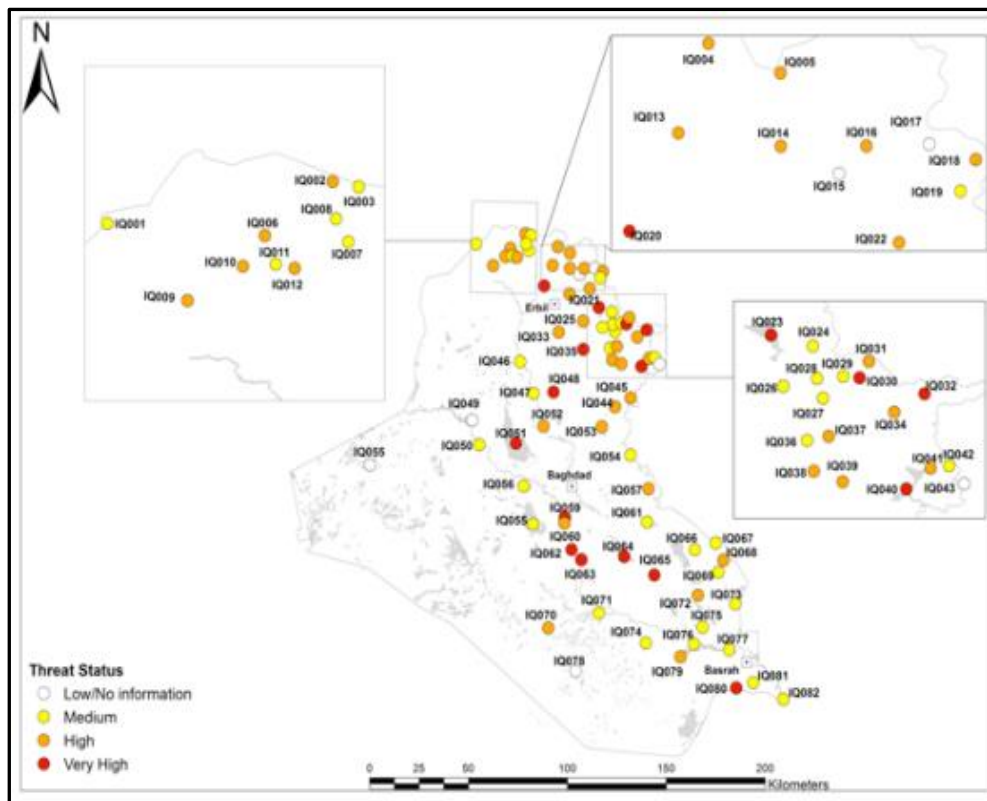 N
IQ004
IQ005
IQ013
IQ014
IQ016
IQ017
IQ018
IQ015
IQ019
IQ020
IQ022
IQ002
IQ003
IQ008
IQ001
IQ006
IQ007
IQ011
IQ010
IQ012
IQ009
IQ021
Erbil
IQ025
IQ033
IQ035
IQ046
IQ045
IQ047
IQ048
IQ044
IQ049
IQ052
IQ051
IQ053
IQ050
IQ054
IQ055
Baghdad
IQ056
IQ057
IQ059
IQ055
IQ061
IQ060
IQ064
IQ066
IQ067
IQ062
IQ068
IQ063
IQ065
IQ069
IQ071
IQ072
IQ073
IQ070
IQ075
IQ074
IQ076
IQ077
IQ078
IQ079
Basrah
IQ080
IQ081
IQ082
IQ023
IQ024
IQ031
IQ028
IQ029
IQ030
IQ032
IQ026
IQ027
IQ034
IQ036
IQ037
IQ041
IQ042
IQ038
IQ039
IQ040
IQ043
Threat Status
Low/No information
Medium
High
Very High
0 25 50 100 150 200
Kilometers